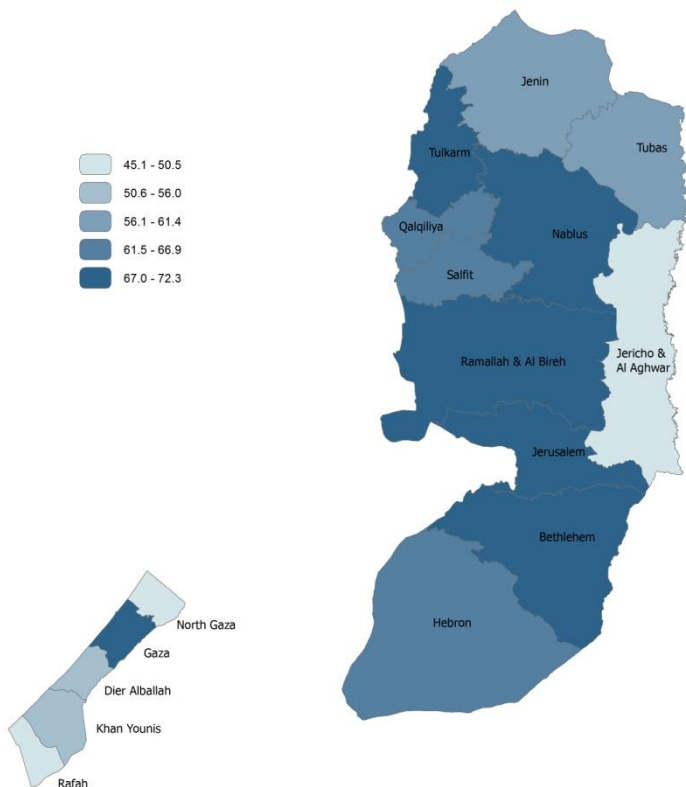 Jenin
Tubas
Tulkarm
45.1 - 50.5
50.6 - 56.0
56.1 - 61.4
61.5 - 66.9
67.0 - 72.3
Qalqiliya
Nablus
Salfit
Ramallah & Al Bireh
Jericho &
Al Aghwar
Jerusalem
Bethlehem
Hebron
North Gaza
Gaza
Dier Alballah
Khan Younis
Rafah